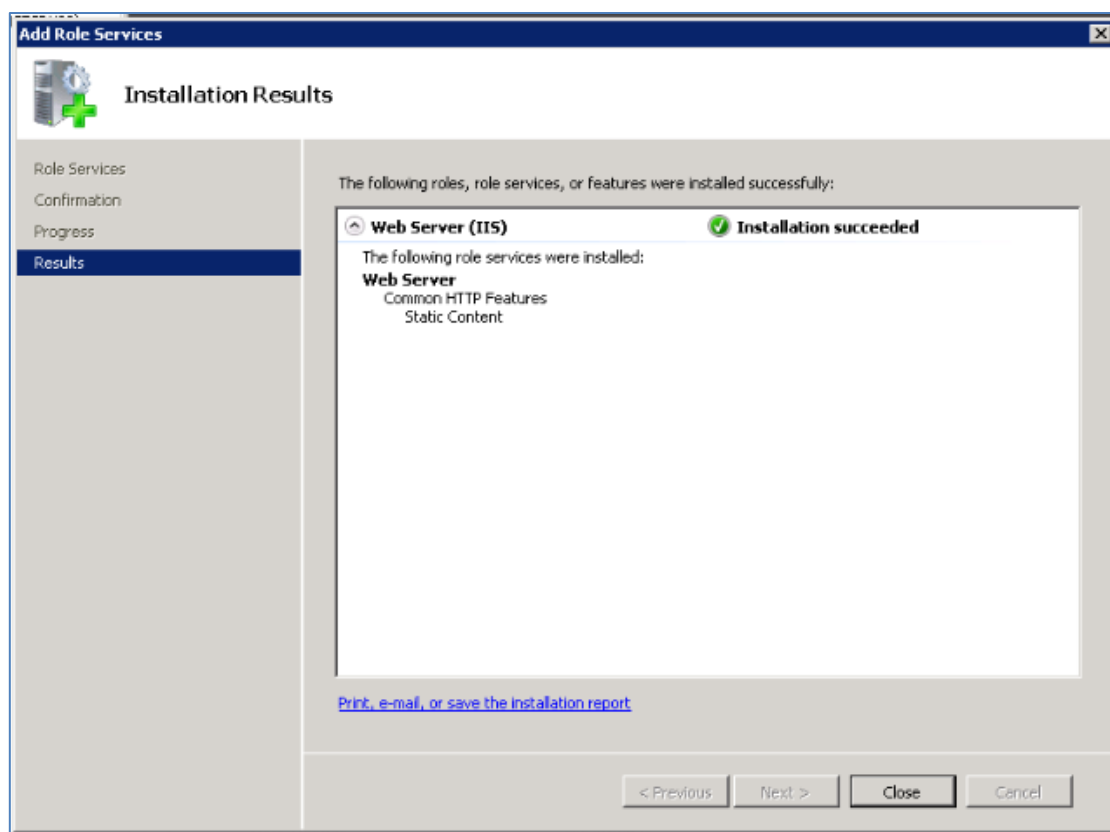 Add Role Services
Installation Results
Role Services
Confirmation
Progress
Results
The following roles, role services, or features were installed successfully:
Web Server (IIS)
Installation succeeded
The following role services were installed:
Web Server
Common HTTP Features
Static Content
Print, e-mail, or save the installation report
< Previous
Next >
Close
Cancel